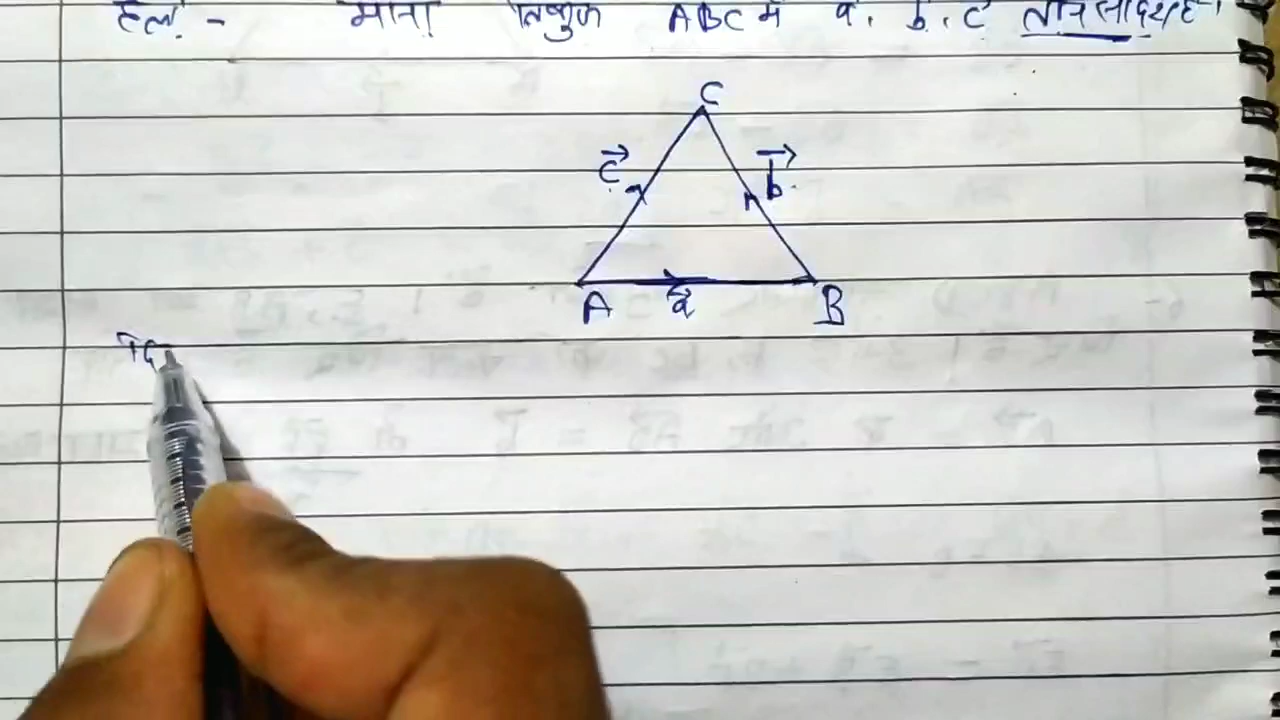 हल :- माना त्रिभुज ABC में a, b, c तीन सदिश है।
C
c⃗ b⃗
A a⃗ B